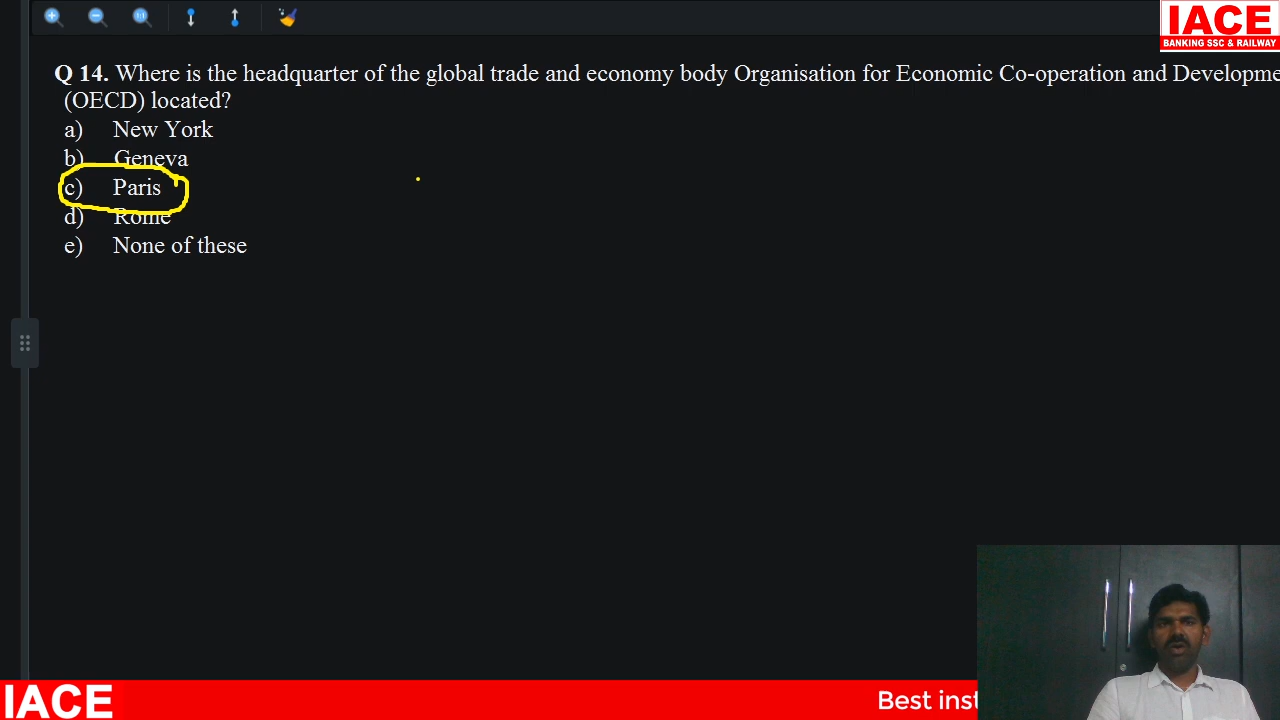 IACE
BANKING SSC & RAILWAY
Q 14. Where is the headquarter of the global trade and economy body Organisation for Economic Co-operation and Developme
(OECD) located?
a) New York
b) Geneva
c) Paris
d) Rome
e) None of these
IACE
Best inst